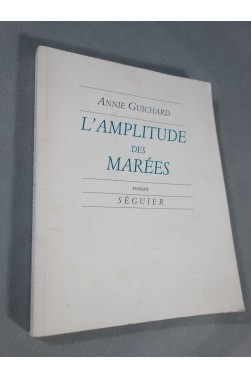 ANNIE GUICHARD
L'AMPLITUDE
DES
MARÉES
roman
SÉGUIER